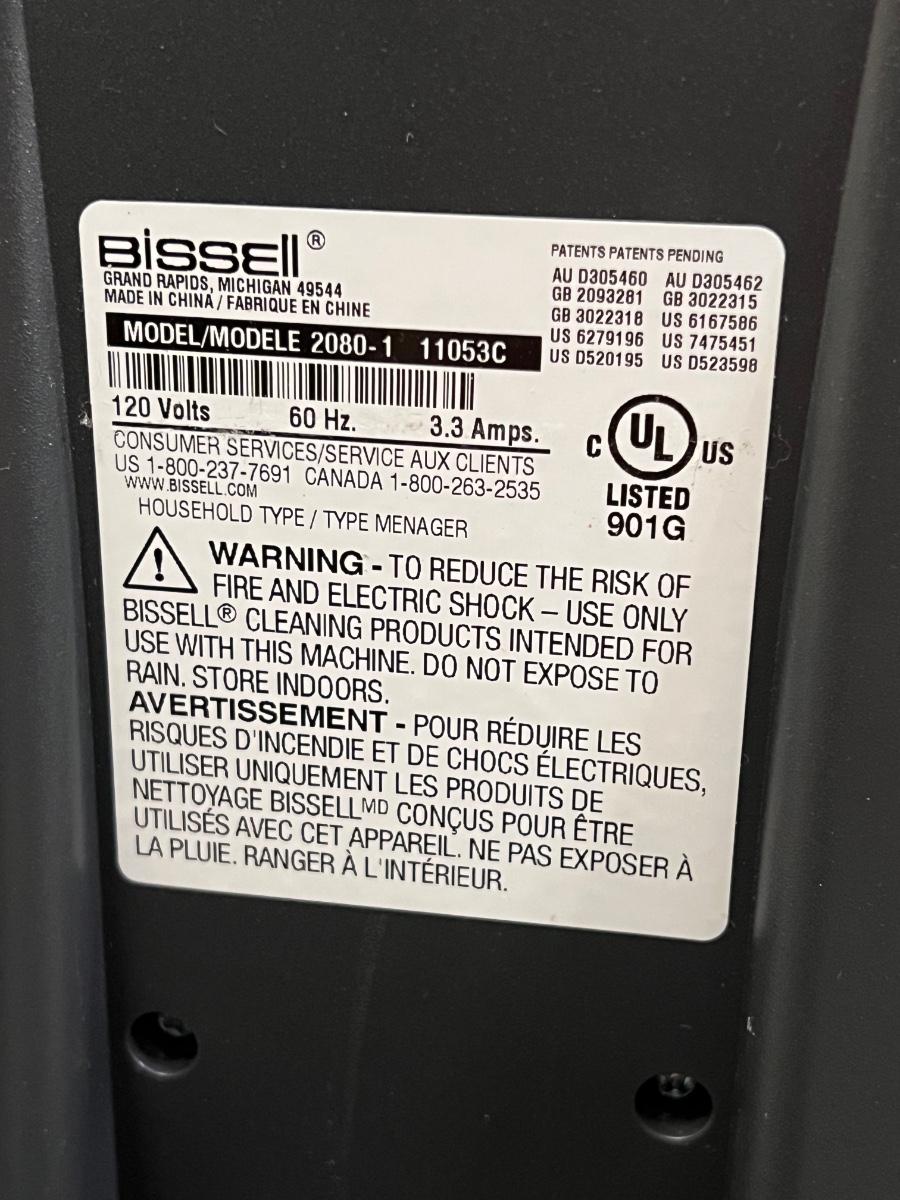 BISSELL®
GRAND RAPIDS, MICHIGAN 49544
MADE IN CHINA / FABRIQUE EN CHINE
MODEL/MODELE 2080-1 11053C
120 Volts 60 Hz. 3.3 Amps.
CONSUMER SERVICES/SERVICE AUX CLIENTS
US 1-800-237-7691 CANADA 1-800-263-2535
WWW.BISSELL.COM
HOUSEHOLD TYPE / TYPE MENAGER
PATENTS PATENTS PENDING
AU D305460 AU D305462
GB 2093281 GB 3022315
GB 3022318 US 6167586
US 6279196 US 7475451
US D520195 US D523598
C UL US
LISTED
901G
WARNING - TO REDUCE THE RISK OF
FIRE AND ELECTRIC SHOCK – USE ONLY
BISSELL® CLEANING PRODUCTS INTENDED FOR
USE WITH THIS MACHINE. DO NOT EXPOSE TO
RAIN. STORE INDOORS.
AVERTISSEMENT - POUR RÉDUIRE LES
RISQUES D'INCENDIE ET DE CHOCS ÉLECTRIQUES,
UTILISER UNIQUEMENT LES PRODUITS DE
NETTOYAGE BISSELL MD CONÇUS POUR ÊTRE
UTILISÉS AVEC CET APPAREIL. NE PAS EXPOSER À
LA PLUIE. RANGER À L'INTÉRIEUR.